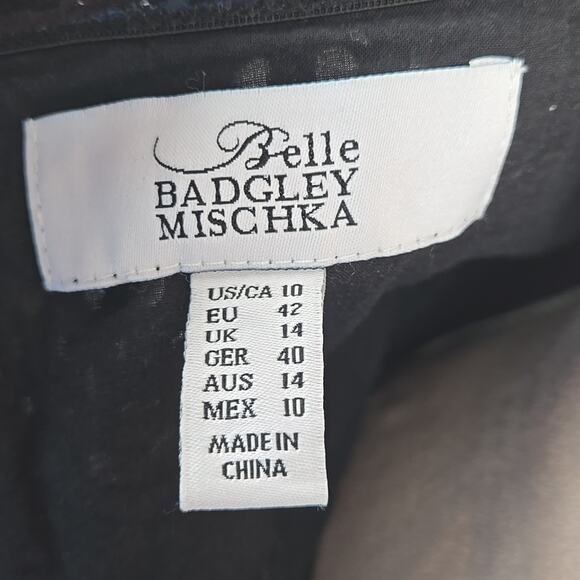 Belle
BADGLEY
MISCHKA
US/CA 10
EU 42
UK 14
GER 40
AUS 14
MEX 10
MADE IN
CHINA